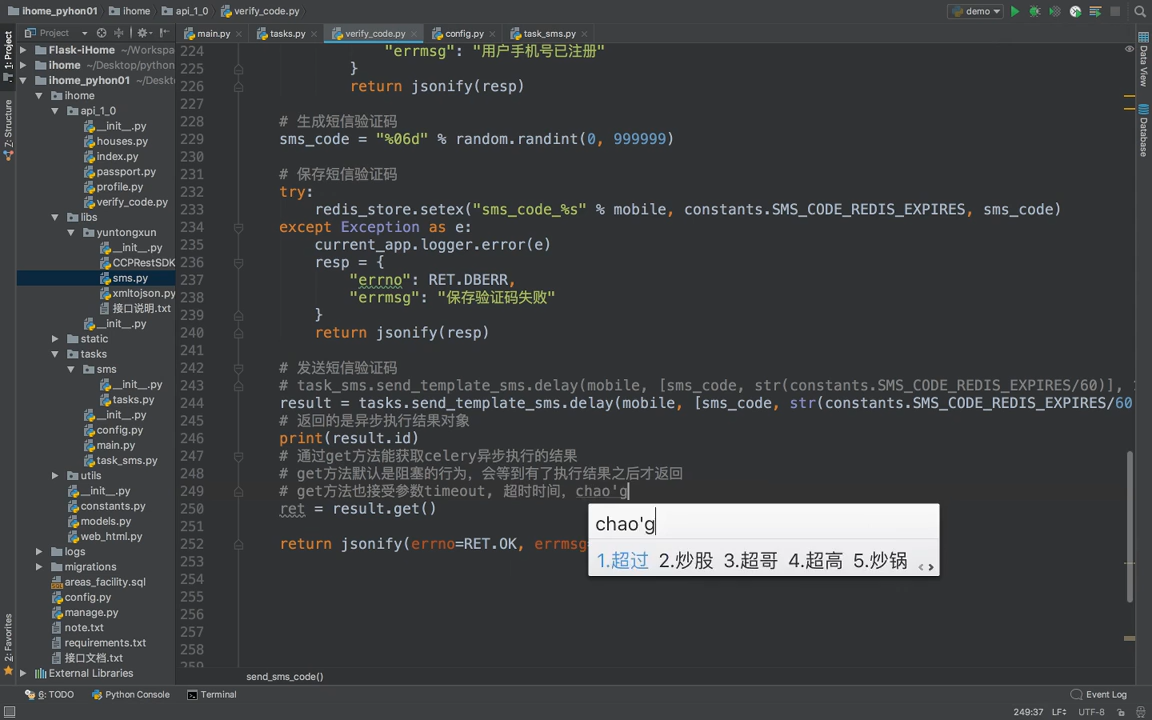 ihome_pyhon01 ihome api_1_0 verify_code.py
demo
Project
main.py tasks.py verify_code.py config.py task_sms.py
1: Project
Z: Structure
2: Favorites
Data View
Database
Flask-iHome ~/Workspa
ihome ~/Desktop/python
ihome_pyhon01 ~/Deskt
ihome
api_1_0
__init__.py
houses.py
index.py
passport.py
profile.py
verify_code.py
libs
yuntongxun
__init__.py
CCPRestSDK
sms.py
xmltojson.py
接口说明.txt
__init__.py
static
tasks
sms
__init__.py
tasks.py
__init__.py
config.py
main.py
task_sms.py
utils
__init__.py
constants.py
models.py
web_html.py
logs
migrations
areas_facility.sql
config.py
manage.py
note.txt
requirements.txt
接口文档.txt
External Libraries
224 "errmsg": "用户手机号已注册"
225 }
226 return jsonify(resp)
227
228 # 生成短信验证码
229 sms_code = "%06d" % random.randint(0, 999999)
230
231 # 保存短信验证码
232 try:
233 redis_store.setex("sms_code_%s" % mobile, constants.SMS_CODE_REDIS_EXPIRES, sms_code)
234 except Exception as e:
235 current_app.logger.error(e)
236 resp = {
237 "errno": RET.DBERR,
238 "errmsg": "保存验证码失败"
239 }
240 return jsonify(resp)
241
242 # 发送短信验证码
243 # task_sms.send_template_sms.delay(mobile, [sms_code, str(constants.SMS_CODE_REDIS_EXPIRES/60)],
244 result = tasks.send_template_sms.delay(mobile, [sms_code, str(constants.SMS_CODE_REDIS_EXPIRES/60
245 # 返回的是异步执行结果对象
246 print(result.id)
247 # 通过get方法能获取celery异步执行的结果
248 # get方法默认是阻塞的行为，会等到有了执行结果之后才返回
249 # get方法也接受参数timeout, 超时时间，chao'g
250 ret = result.get()
251
252 return jsonify(errno=RET.OK, errmsg
253
254
255
256
257
258
259
chao'g
1.超过 2.炒股 3.超哥 4.超高 5.炒锅
send_sms_code()
6: TODO Python Console Terminal Event Log
249:37 LF UTF-8